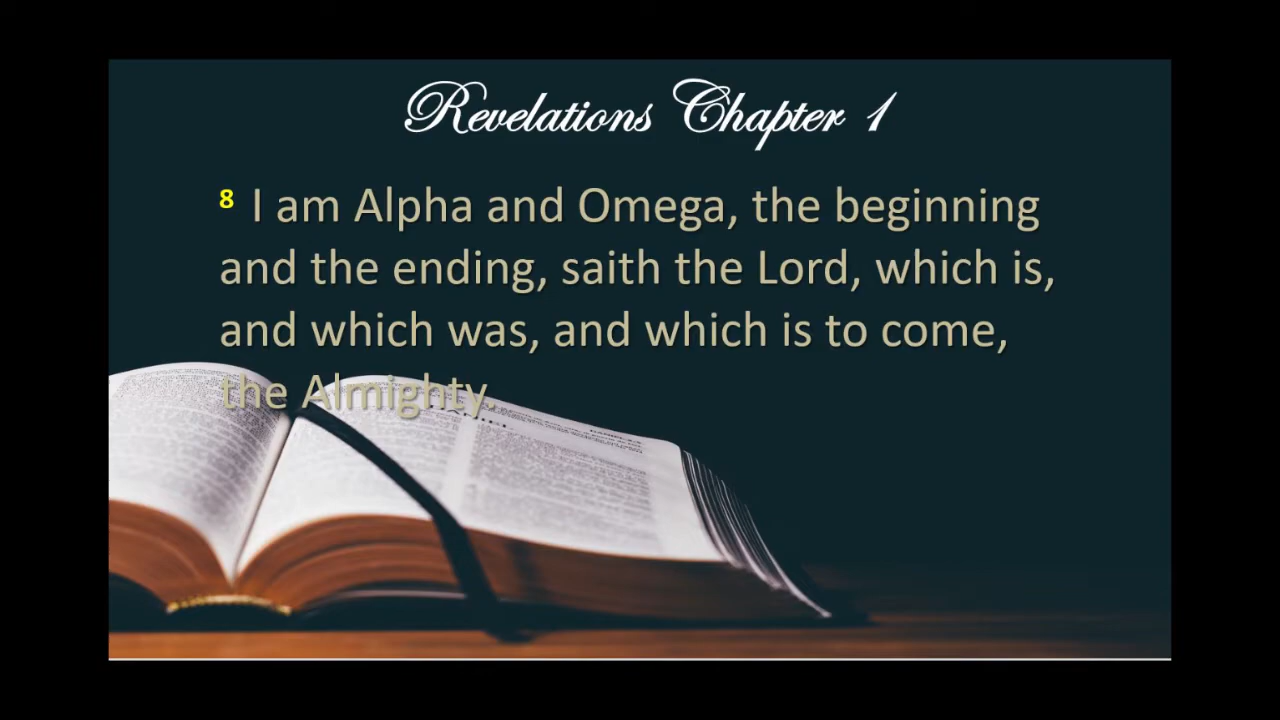 Revelations Chapter 1
8 I am Alpha and Omega, the beginning
and the ending, saith the Lord, which is,
and which was, and which is to come,
the Almighty.
DANIEL